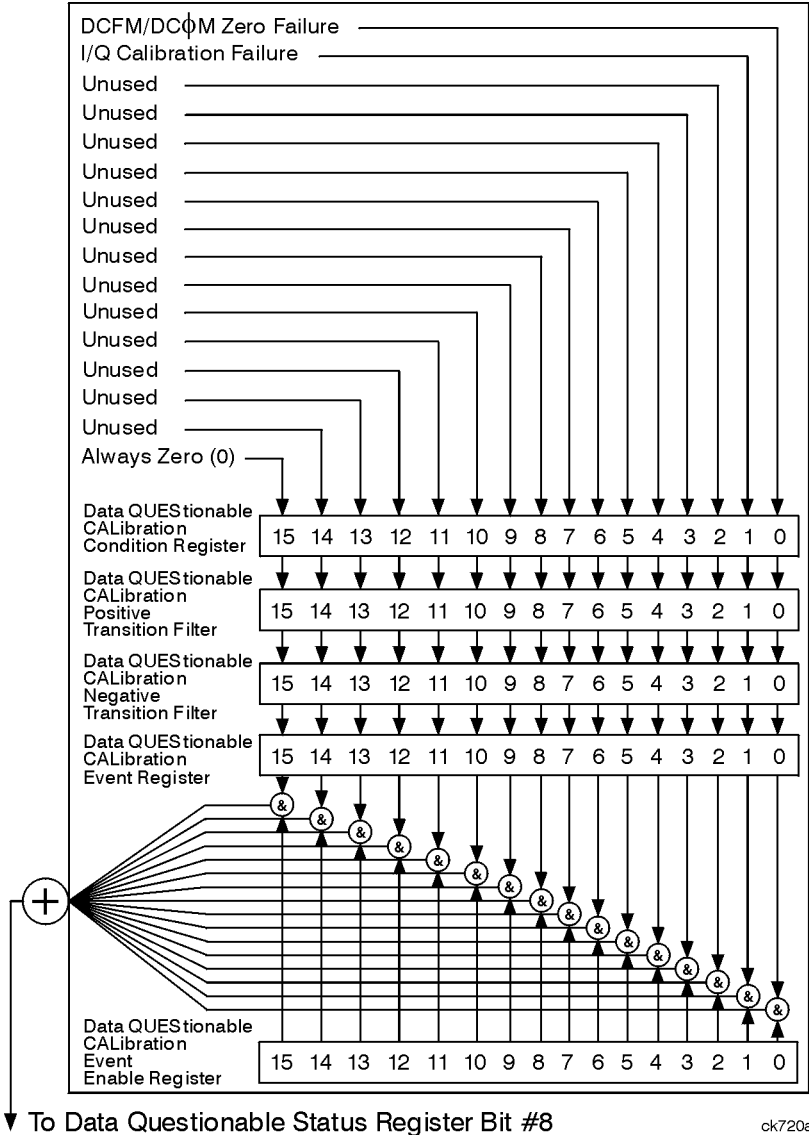 DCFM/DCΦM Zero Failure
I/Q Calibration Failure
Unused
Unused
Unused
Unused
Unused
Unused
Unused
Unused
Unused
Unused
Unused
Unused
Unused
Always Zero (0)
Data QUEStionable
CALibration
Condition Register
15 14 13 12 11 10 9 8 7 6 5 4 3 2 1 0
Data QUEStionable
CALibration
Positive
Transition Filter
15 14 13 12 11 10 9 8 7 6 5 4 3 2 1 0
Data QUEStionable
CALibration
Negative
Transition Filter
15 14 13 12 11 10 9 8 7 6 5 4 3 2 1 0
Data QUEStionable
CALibration
Event Register
15 14 13 12 11 10 9 8 7 6 5 4 3 2 1 0
& & & & & & & & & & & & & & & &
+
Data QUEStionable
CALibration
Event
Enable Register
15 14 13 12 11 10 9 8 7 6 5 4 3 2 1 0
To Data Questionable Status Register Bit #8
ck720a